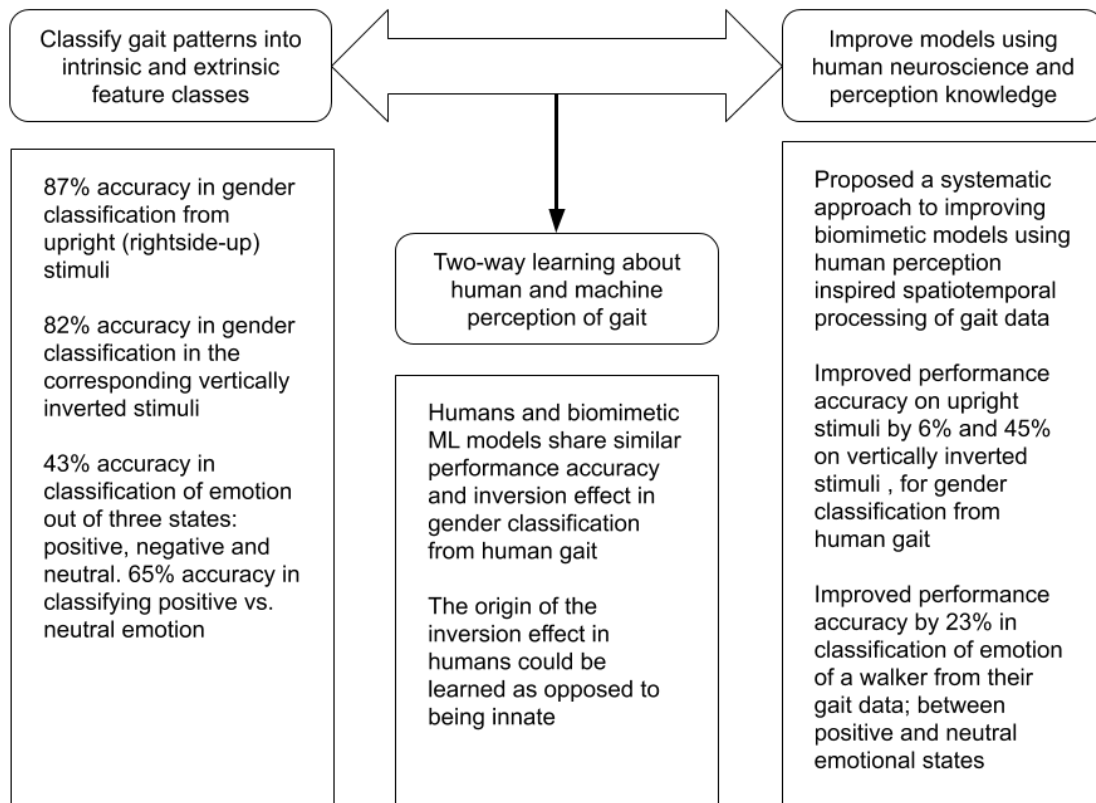 Classify gait patterns into
intrinsic and extrinsic
feature classes
87% accuracy in gender
classification from
upright (rightside-up)
stimuli
82% accuracy in gender
classification in the
corresponding vertically
inverted stimuli
43% accuracy in
classification of emotion
out of three states:
positive, negative and
neutral. 65% accuracy in
classifying positive vs.
neutral emotion
Two-way learning about
human and machine
perception of gait
Humans and biomimetic
ML models share similar
performance accuracy
and inversion effect in
gender classification
from human gait
The origin of the
inversion effect in
humans could be
learned as opposed to
being innate
Improve models using
human neuroscience and
perception knowledge
Proposed a systematic
approach to improving
biomimetic models using
human perception
inspired spatiotemporal
processing of gait data
Improved performance
accuracy on upright
stimuli by 6% and 45%
on vertically inverted
stimuli , for gender
classification from
human gait
Improved performance
accuracy by 23% in
classification of emotion
of a walker from their
gait data; between
positive and neutral
emotional states